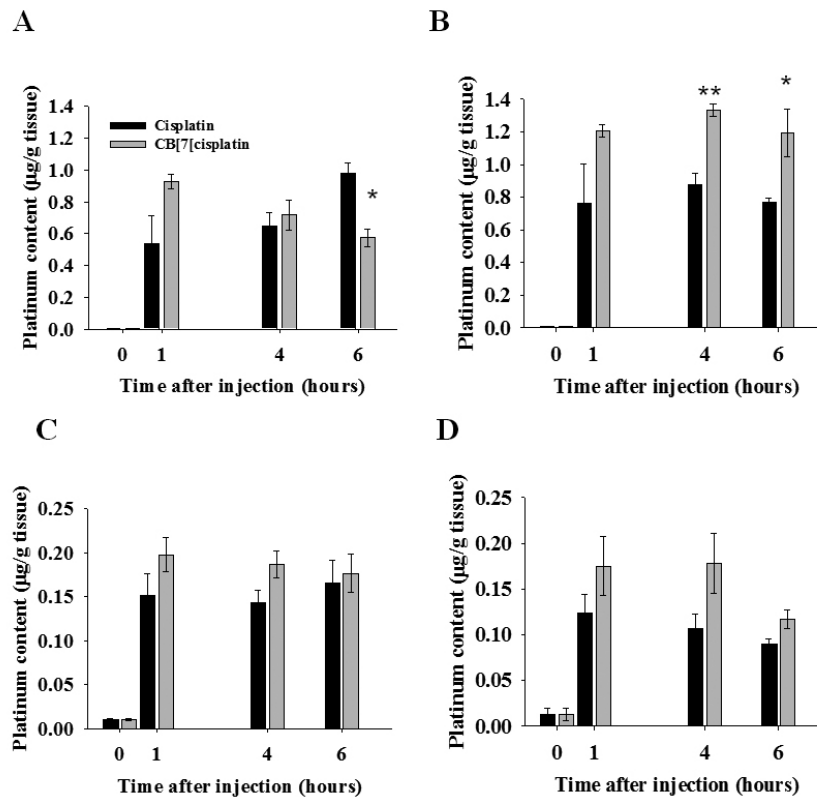 A
Platinum content (µg/g tissue)
1.4
1.2
1.0
0.8
0.6
0.4
0.2
0.0
Cisplatin
CB[7[cisplatin
*
0 1 4 6
Time after injection (hours)
B
Platinum content (µg/g tissue)
1.4
1.2
1.0
0.8
0.6
0.4
0.2
0.0
** *
0 1 4 6
Time after injection (hours)
C
Platinum content (µg/g tissue)
0.25
0.20
0.15
0.10
0.05
0.00
0 1 4 6
Time after injection (hours)
D
Platinum content (µg/g tissue)
0.25
0.20
0.15
0.10
0.05
0.00
0 1 4 6
Time after injection (hours)